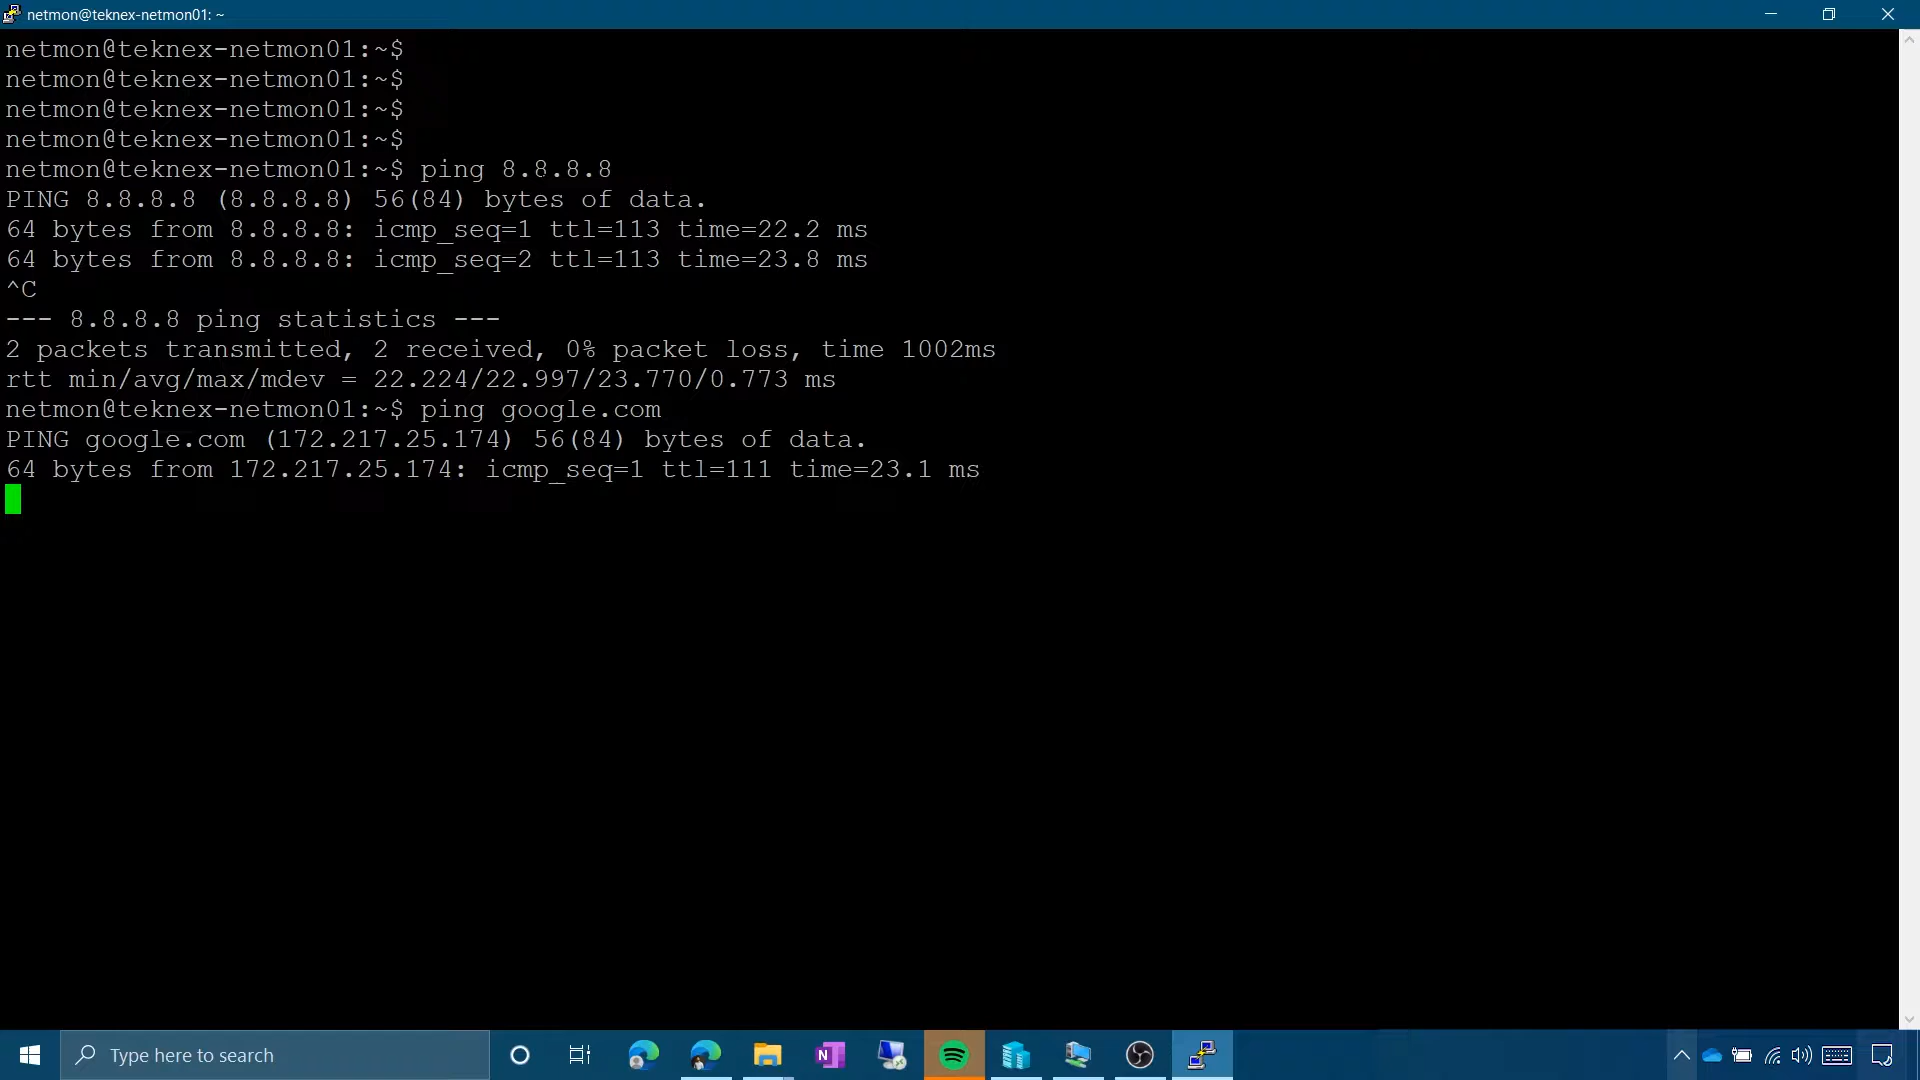 netmon@teknex-netmon01: ~
netmon@teknex-netmon01:~$
netmon@teknex-netmon01:~$
netmon@teknex-netmon01:~$
netmon@teknex-netmon01:~$
netmon@teknex-netmon01:~$ ping 8.8.8.8
PING 8.8.8.8 (8.8.8.8) 56(84) bytes of data.
64 bytes from 8.8.8.8: icmp_seq=1 ttl=113 time=22.2 ms
64 bytes from 8.8.8.8: icmp_seq=2 ttl=113 time=23.8 ms
^C
--- 8.8.8.8 ping statistics ---
2 packets transmitted, 2 received, 0% packet loss, time 1002ms
rtt min/avg/max/mdev = 22.224/22.997/23.770/0.773 ms
netmon@teknex-netmon01:~$ ping google.com
PING google.com (172.217.25.174) 56(84) bytes of data.
64 bytes from 172.217.25.174: icmp_seq=1 ttl=111 time=23.1 ms
Type here to search
N